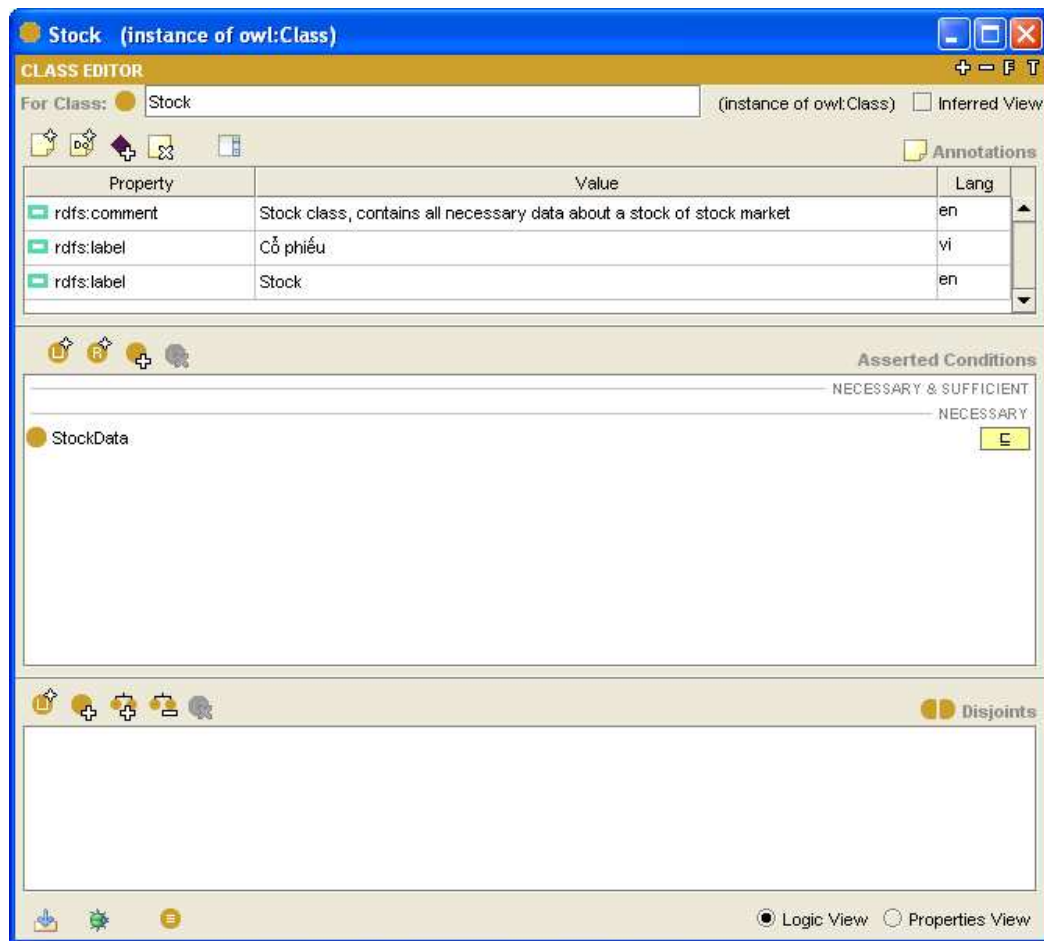 Stock (instance of owl:Class)
CLASS EDITOR + - F T
For Class: Stock (instance of owl:Class) Inferred View
Annotations
Property Value Lang
rdfs:comment Stock class, contains all necessary data about a stock of stock market en
rdfs:label Cổ phiếu vi
rdfs:label Stock en
Asserted Conditions
NECESSARY & SUFFICIENT
NECESSARY
StockData ⊑
Disjoints
Logic View Properties View